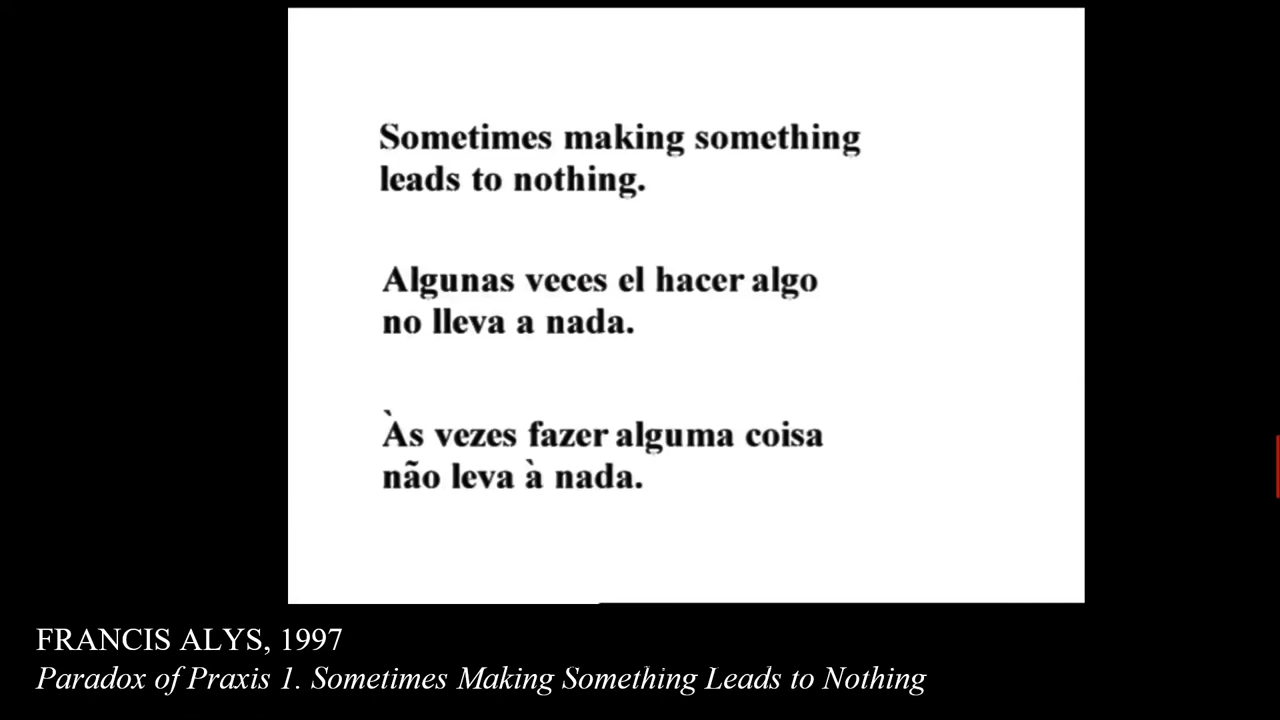 Sometimes making something
leads to nothing.
Algunas veces el hacer algo
no lleva a nada.
Às vezes fazer alguma coisa
não leva à nada.
FRANCIS ALYS, 1997
Paradox of Praxis 1. Sometimes Making Something Leads to Nothing